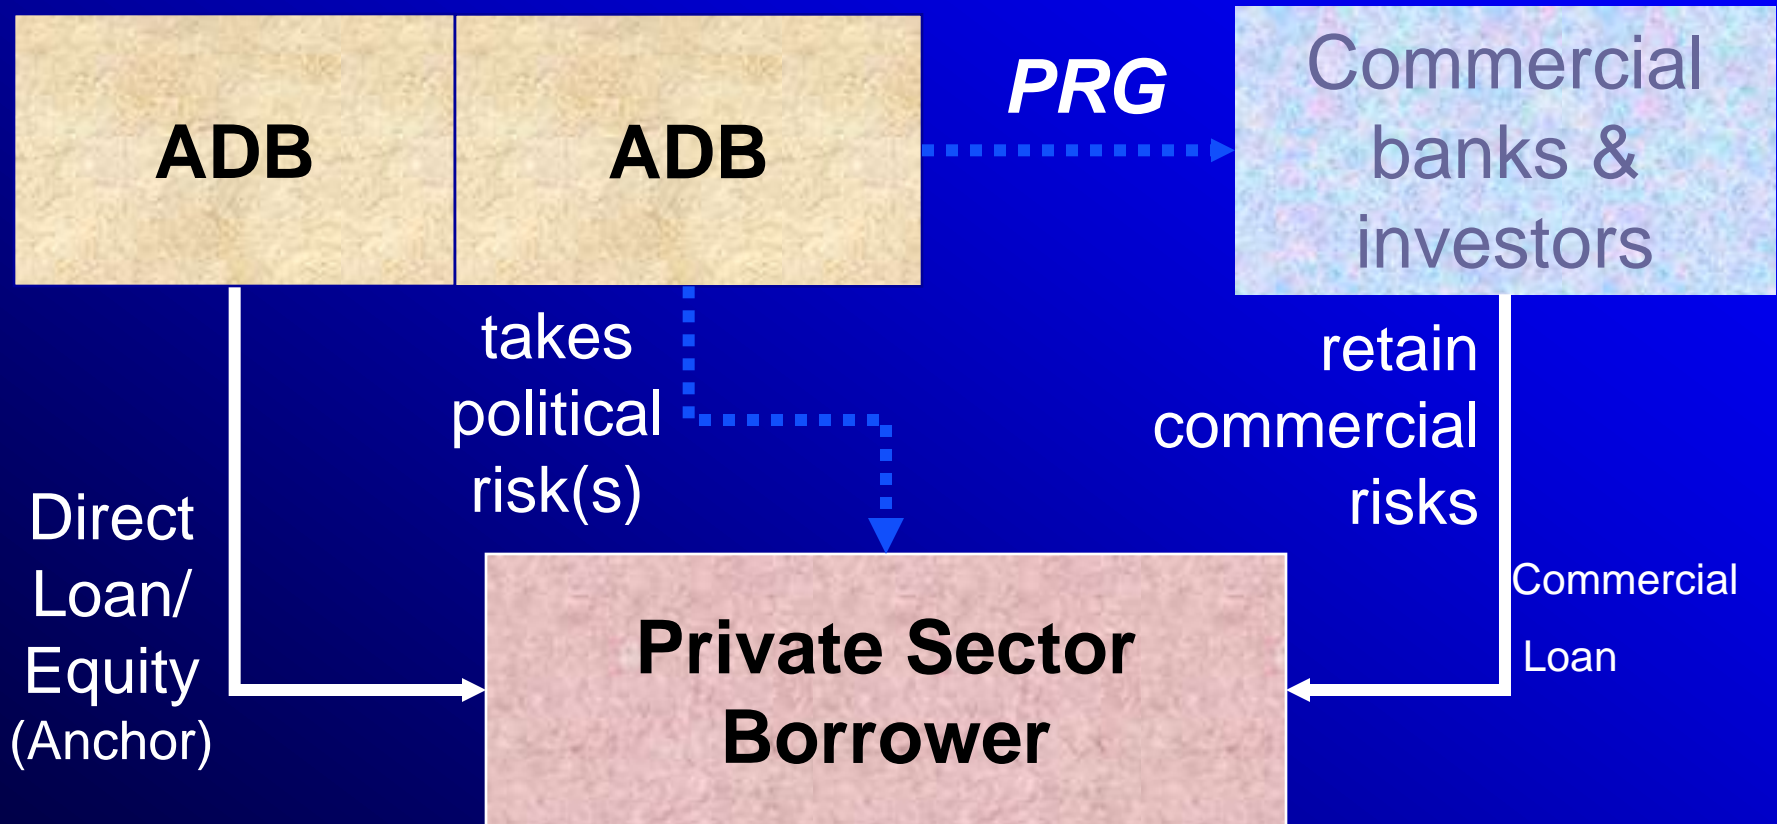 ADB
ADB
PRG
Commercial
banks &
investors
takes
political
risk(s)
retain
commercial
risks
Direct
Loan/
Equity
(Anchor)
Commercial
Loan
Private Sector
Borrower